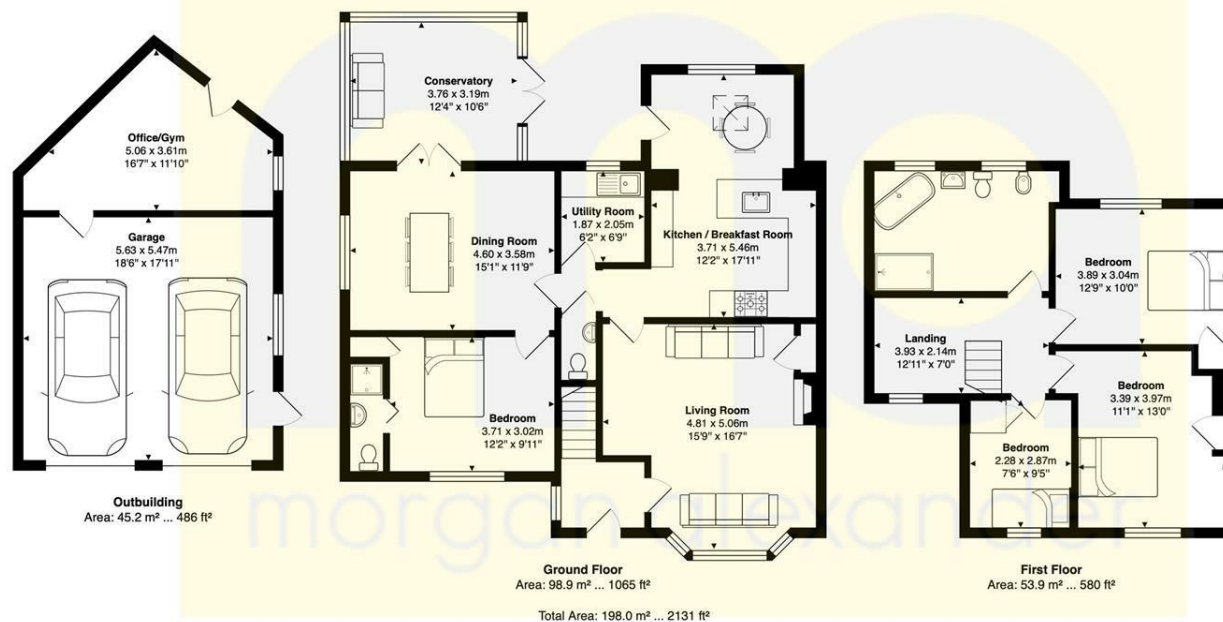 Conservatory
3.76 x 3.19m
12'4" x 10'6"
Office/Gym
5.06 x 3.61m
16'7" x 11'10"
Garage
5.63 x 5.47m
18'6" x 17'11"
Dining Room
4.60 x 3.58m
15'1" x 11'9"
Utility Room
1.87 x 2.05m
6'2" x 6'9"
Kitchen / Breakfast Room
3.71 x 5.46m
12'2" x 17'11"
Bedroom
3.71 x 3.02m
12'2" x 9'11"
Living Room
4.81 x 5.06m
15'9" x 16'7"
Landing
3.93 x 2.14m
12'11" x 7'0"
Bedroom
3.89 x 3.04m
12'9" x 10'0"
Bedroom
3.39 x 3.97m
11'1" x 13'0"
Bedroom
2.28 x 2.87m
7'6" x 9'5"
Outbuilding
Area: 45.2 m² ... 486 ft²
Ground Floor
Area: 98.9 m² ... 1065 ft²
First Floor
Area: 53.9 m² ... 580 ft²
Total Area: 198.0 m² ... 2131 ft²
ma
morgan alexander